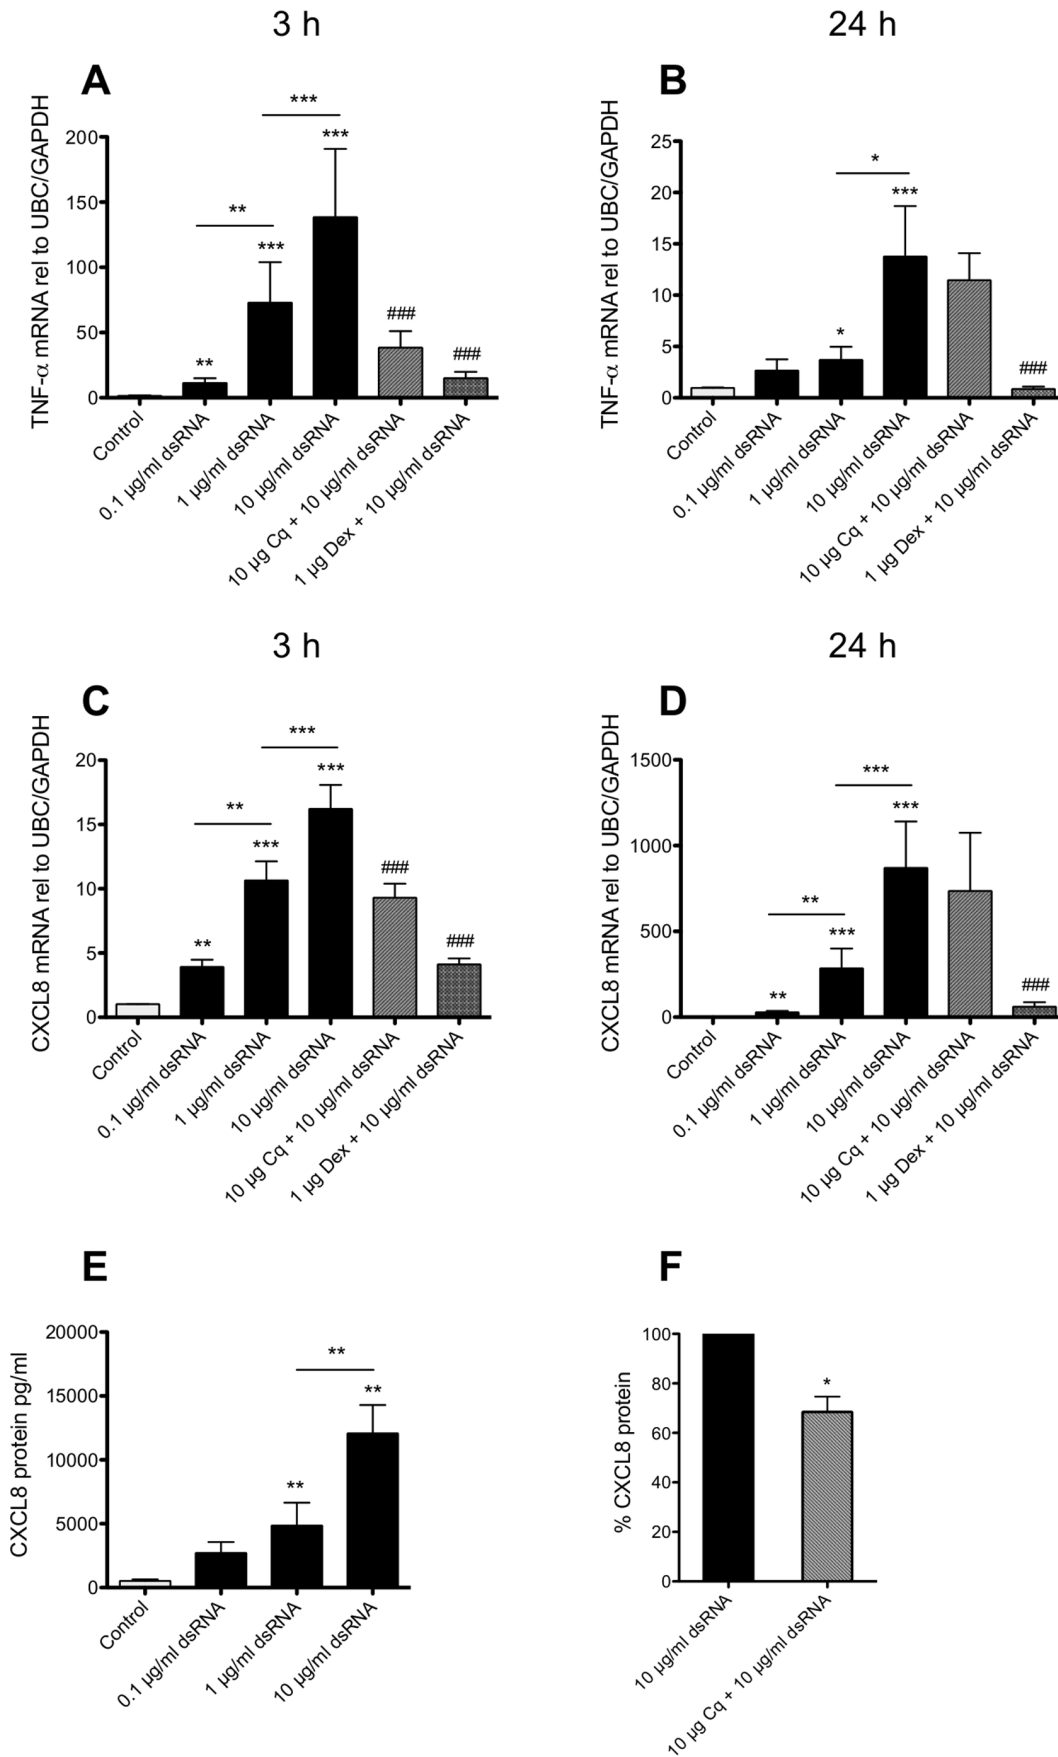 3 h
24 h
A
B
TNF-α mRNA rel to UBC/GAPDH
200
150
100
50
0
***
***
**
***
**
###
###
Control
0.1 µg/ml dsRNA
1 µg/ml dsRNA
10 µg/ml dsRNA
10 µg Cq + 10 µg/ml dsRNA
1 µg Dex + 10 µg/ml dsRNA
TNF-α mRNA rel to UBC/GAPDH
25
20
15
10
5
0
*
***
*
###
Control
0.1 µg/ml dsRNA
1 µg/ml dsRNA
10 µg/ml dsRNA
10 µg Cq + 10 µg/ml dsRNA
1 µg Dex + 10 µg/ml dsRNA
3 h
24 h
C
D
CXCL8 mRNA rel to UBC/GAPDH
20
15
10
5
0
***
***
**
***
**
###
###
Control
0.1 µg/ml dsRNA
1 µg/ml dsRNA
10 µg/ml dsRNA
10 µg Cq + 10 µg/ml dsRNA
1 µg Dex + 10 µg/ml dsRNA
CXCL8 mRNA rel to UBC/GAPDH
1500
1000
500
0
***
***
**
***
**
###
Control
0.1 µg/ml dsRNA
1 µg/ml dsRNA
10 µg/ml dsRNA
10 µg Cq + 10 µg/ml dsRNA
1 µg Dex + 10 µg/ml dsRNA
E
F
CXCL8 protein pg/ml
20000
15000
10000
5000
0
**
**
**
Control
0.1 µg/ml dsRNA
1 µg/ml dsRNA
10 µg/ml dsRNA
% CXCL8 protein
100
80
60
40
20
0
*
10 µg/ml dsRNA
10 µg Cq + 10 µg/ml dsRNA